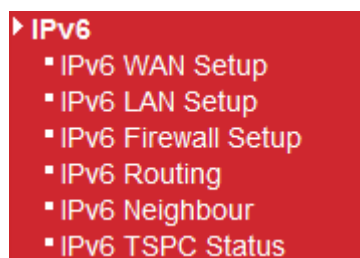 IPv6
IPv6 WAN Setup
IPv6 LAN Setup
IPv6 Firewall Setup
IPv6 Routing
IPv6 Neighbour
IPv6 TSPC Status